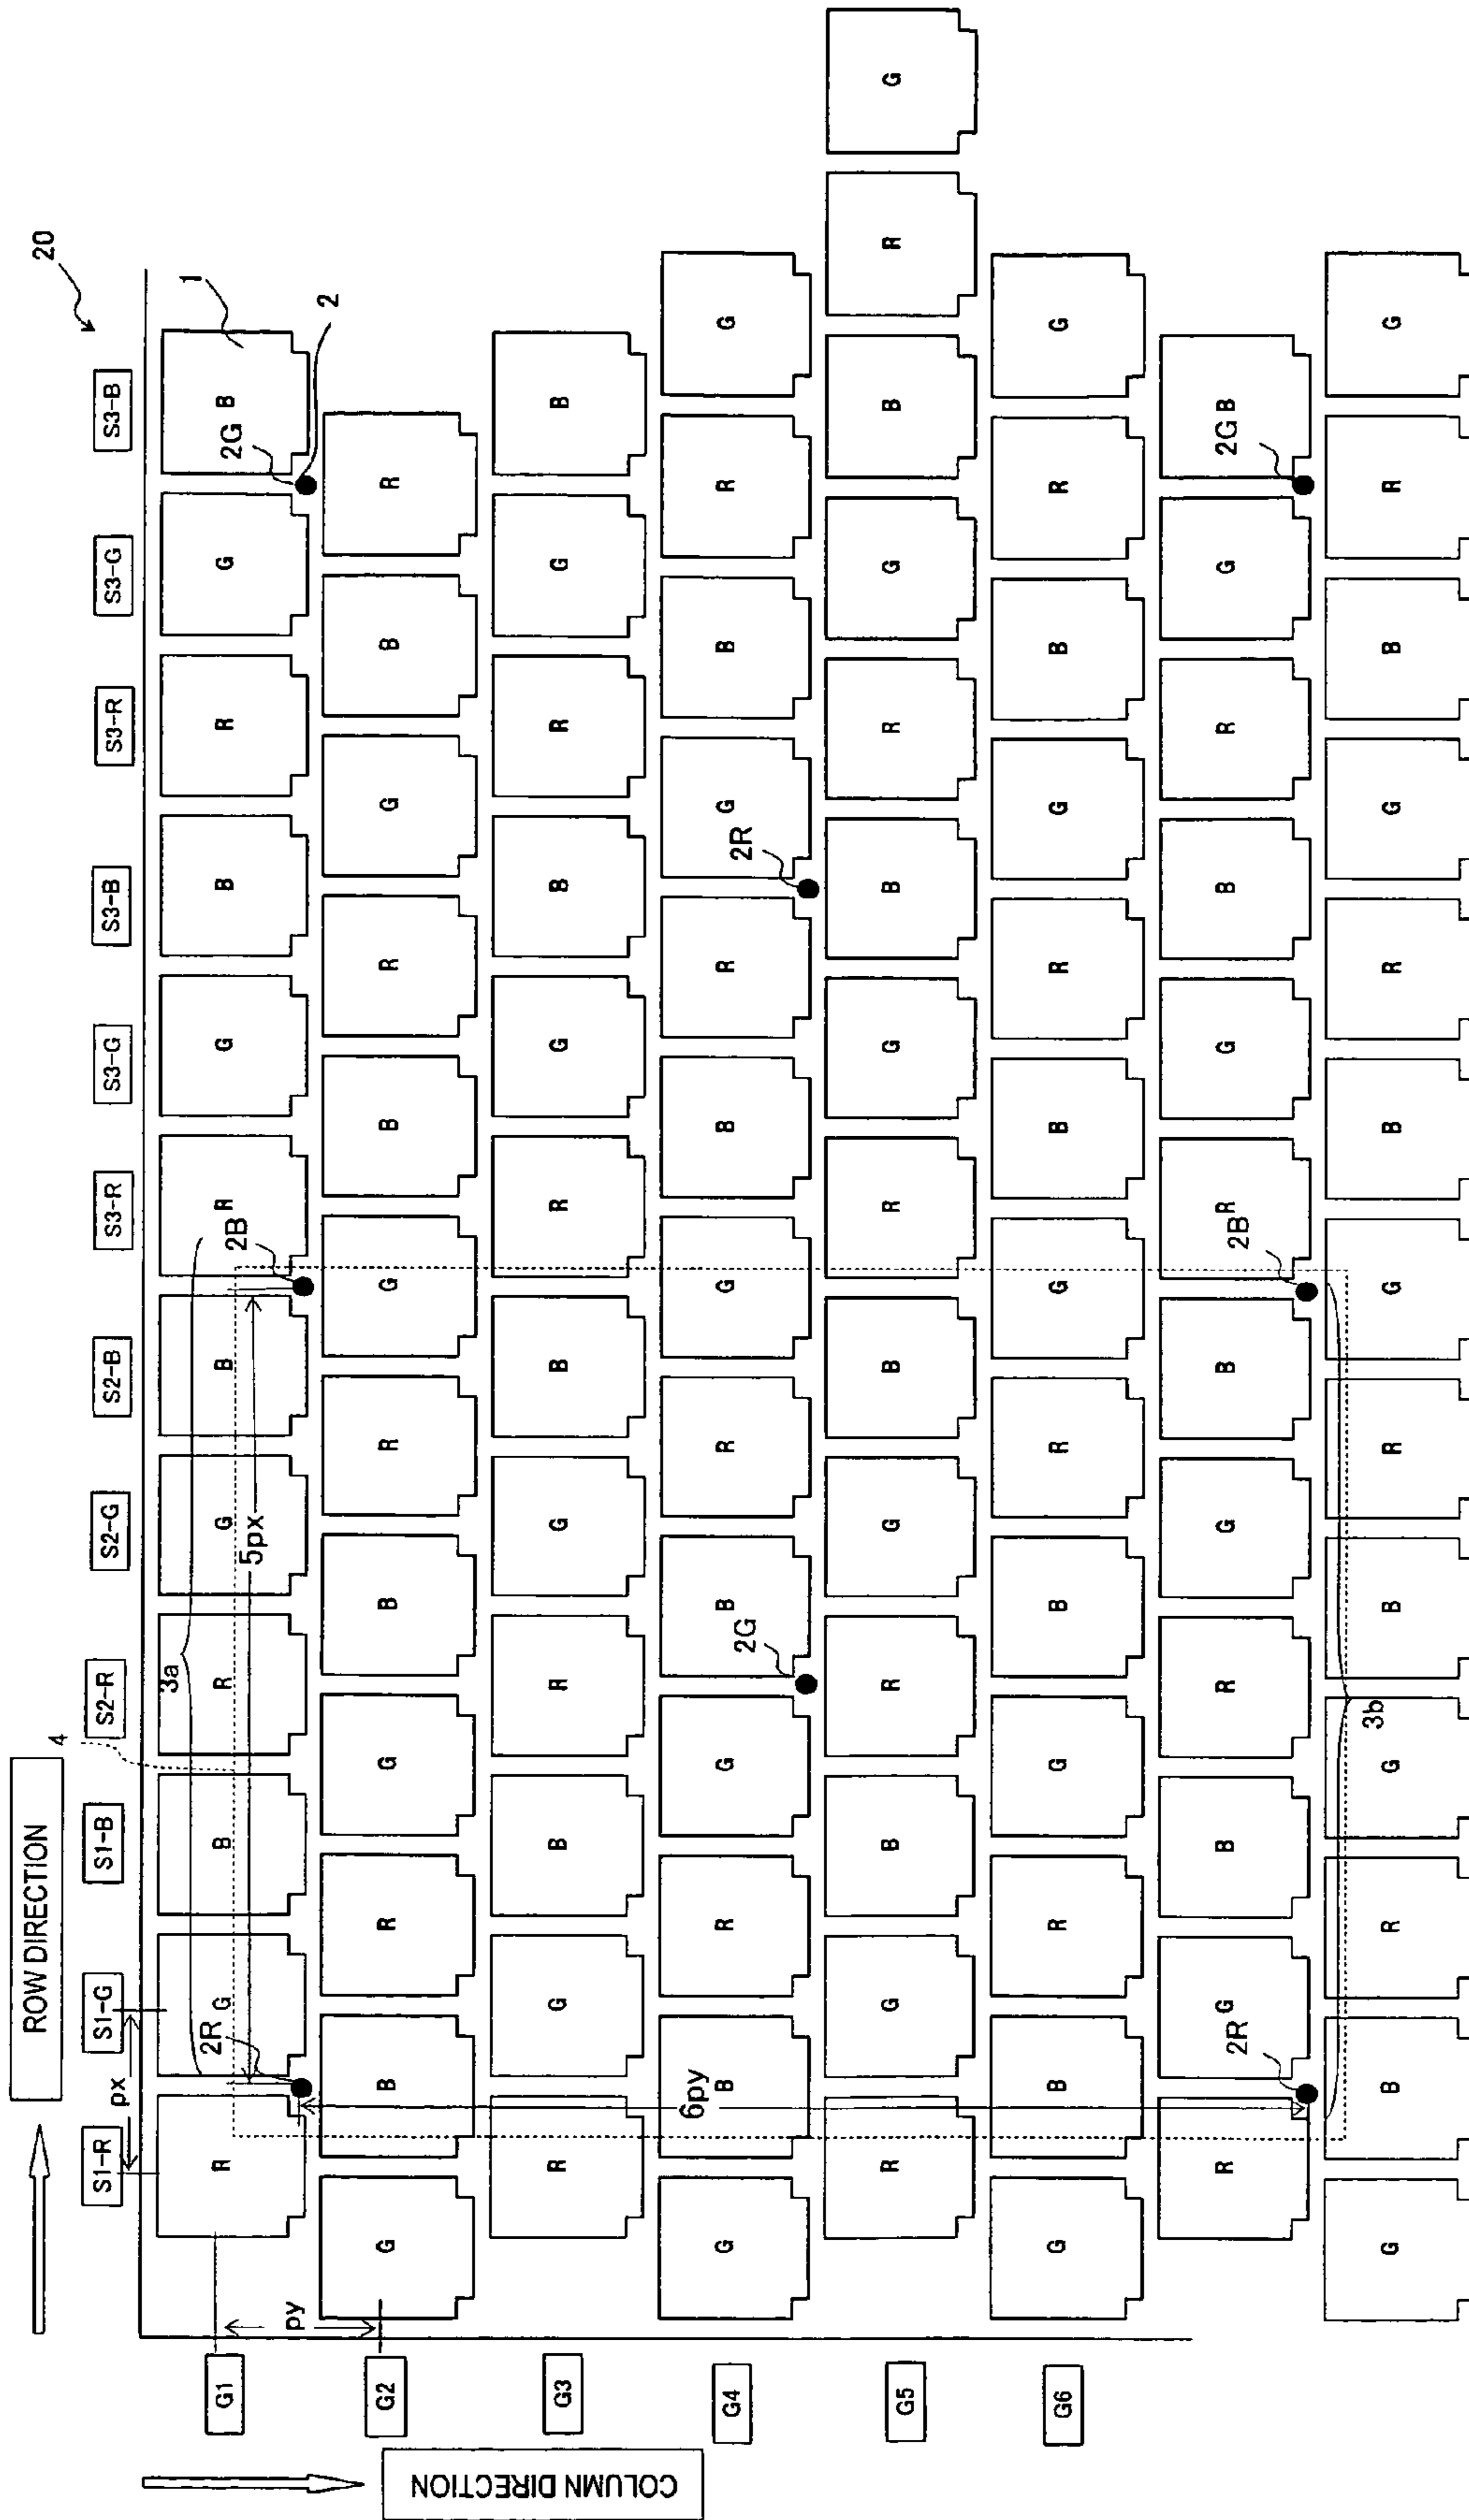 ROW DIRECTION
20
px
S1-R S1-G S1-B S2-R S2-G S2-B S3-R S3-G S3-B S3-R S3-G S3-B
4
3a
1
2R 2B 2G
G1 R G B R G B R G B R G B
5px
2
py
G2 G B R G B R G B R G B R
G3 R G B R G B R G B R G B
6py
G4 G B R G B R G B R G B R G
2G 2R
G5 R G B R G B R G B R G B R G
G6 G B R G B R G B R G B R G
R G B R G B R G B R G B
2R 2B 2G
3b
G B R G B R G B R G B R G
COLUMN DIRECTION